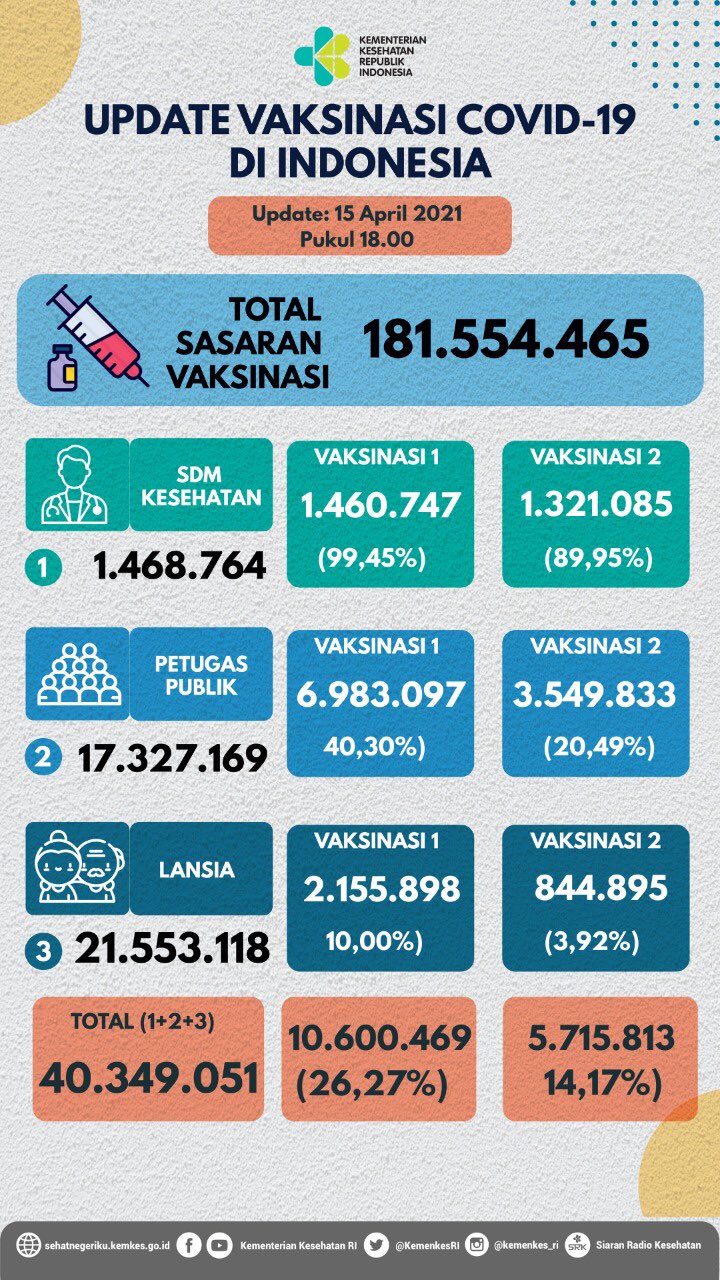 KEMENTERIAN
KESEHATAN
REPUBLIK
INDONESIA
UPDATE VAKSINASI COVID-19
DI INDONESIA
Update: 15 April 2021
Pukul 18.00
TOTAL
SASARAN
VAKSINASI
181.554.465
SDM
KESEHATAN
1 1.468.764
VAKSINASI 1
1.460.747
(99,45%)
VAKSINASI 2
1.321.085
(89,95%)
PETUGAS
PUBLIK
2 17.327.169
VAKSINASI 1
6.983.097
40,30%)
VAKSINASI 2
3.549.833
(20,49%)
LANSIA
3 21.553.118
VAKSINASI 1
2.155.898
10,00%)
VAKSINASI 2
844.895
(3,92%)
TOTAL (1+2+3)
40.349.051
10.600.469
(26,27%)
5.715.813
14,17%)
sehatnegeriku.kemkes.go.id Kementerian Kesehatan RI @KemenkesRI @kemenkes_ri SRK Siaran Radio Kesehatan